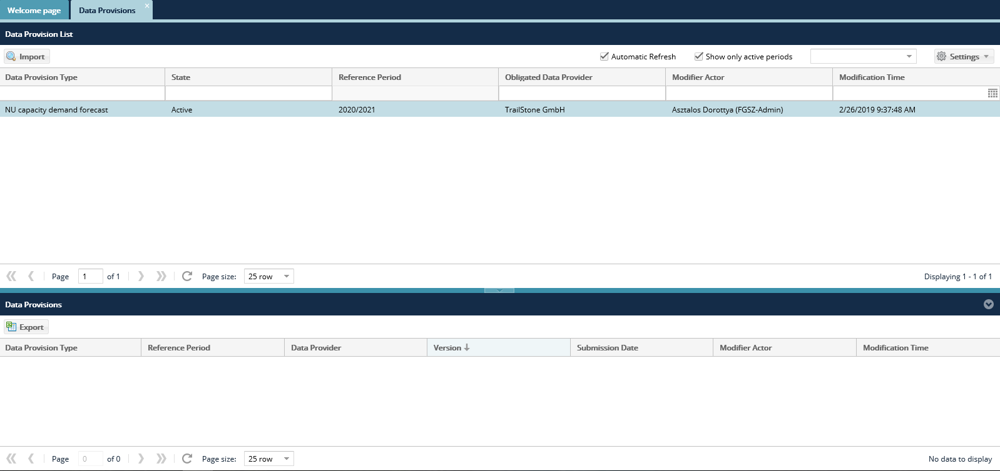 Welcome page
Data Provisions
Data Provision List
Import
Automatic Refresh
Show only active periods
Settings
Data Provision Type State Reference Period Obligated Data Provider Modifier Actor Modification Time
NU capacity demand forecast Active 2020/2021 TrailStone GmbH Asztalos Dorottya (FGSZ-Admin) 2/26/2019 9:37:48 AM
Page 1 of 1 Page size: 25 row Displaying 1 - 1 of 1
Data Provisions
Export
Data Provision Type Reference Period Data Provider Version Submission Date Modifier Actor Modification Time
Page 0 of 0 Page size: 25 row No data to display